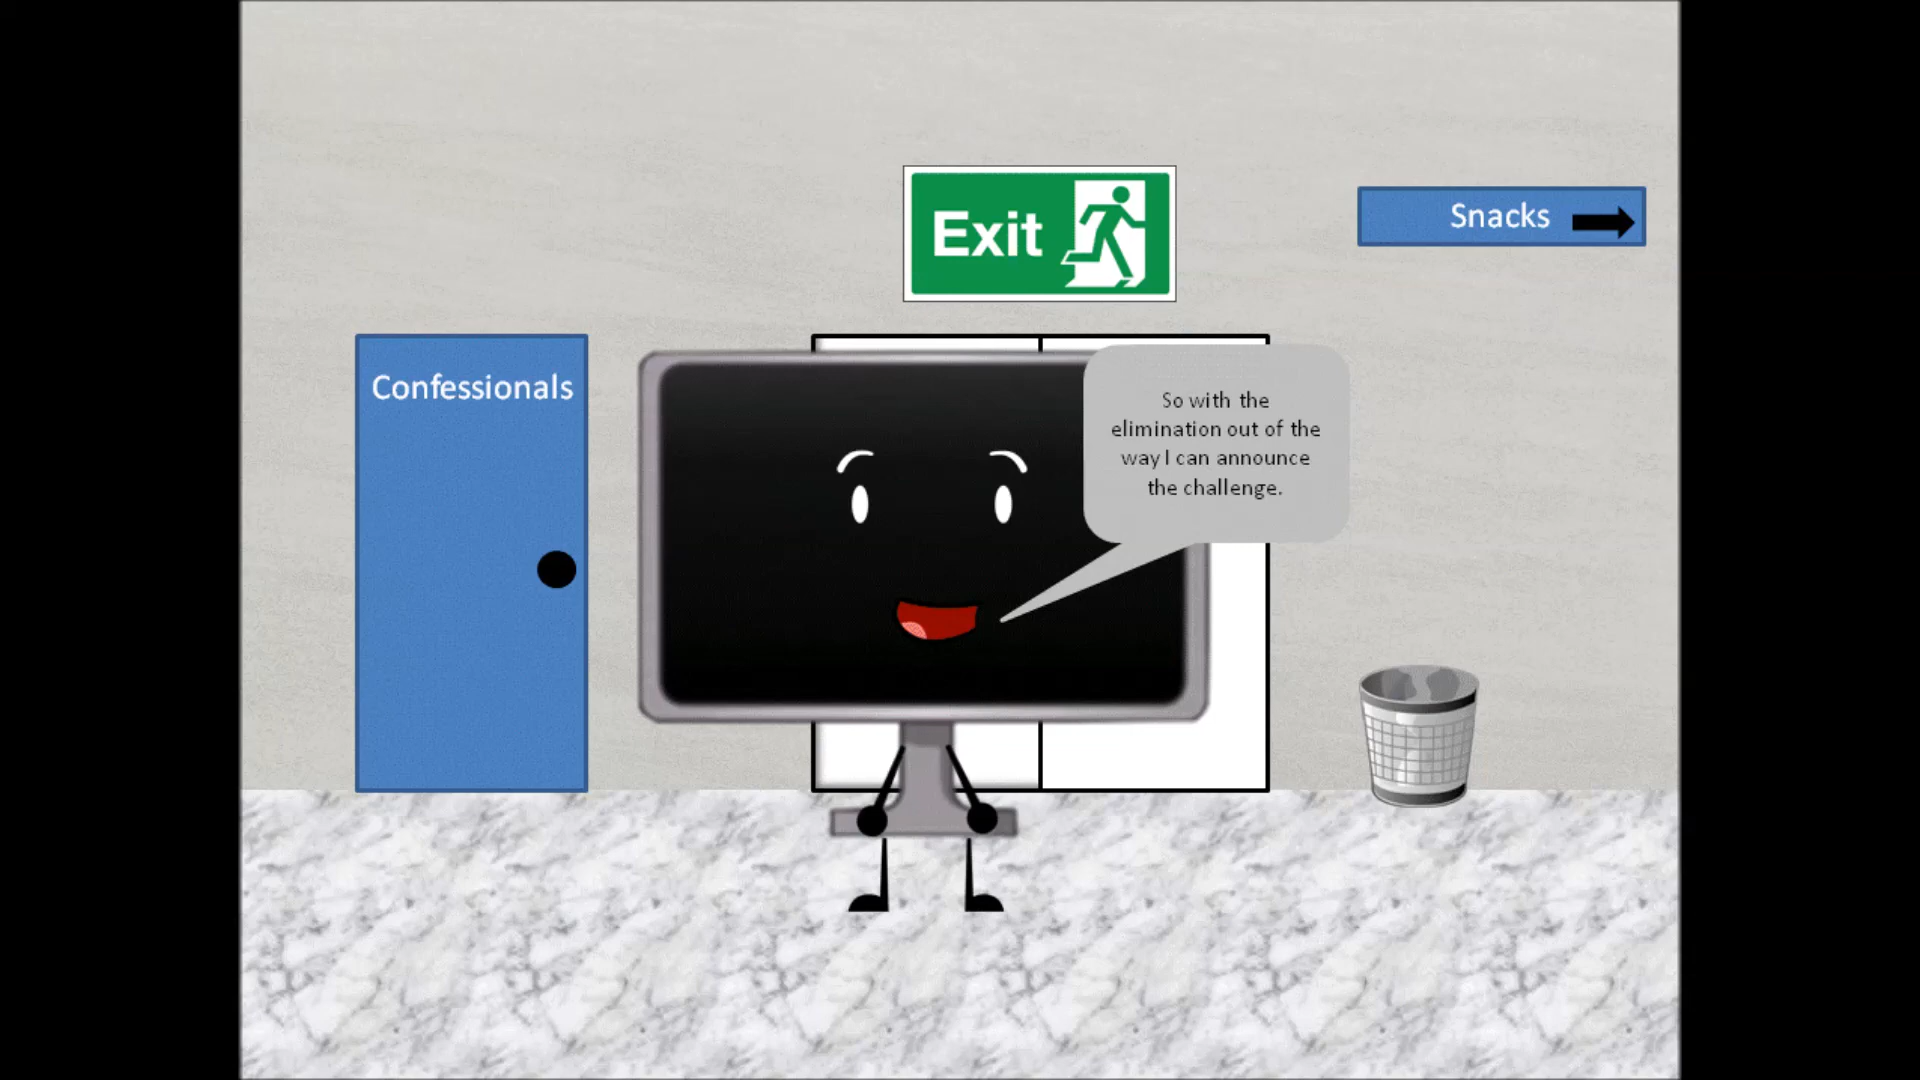 Exit
Snacks
Confessionals
So with the
elimination out of the
way I can announce
the challenge.